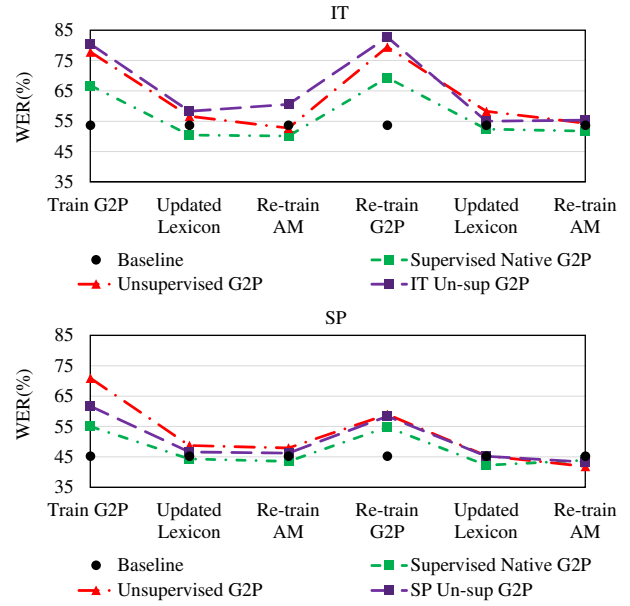 IT
WER(%)
85
75
65
55
45
35
Train G2P
Updated Lexicon
Re-train AM
Re-train G2P
Updated Lexicon
Re-train AM
Baseline
Supervised Native G2P
Unsupervised G2P
IT Un-sup G2P
SP
WER(%)
85
75
65
55
45
35
Train G2P
Updated Lexicon
Re-train AM
Re-train G2P
Updated Lexicon
Re-train AM
Baseline
Supervised Native G2P
Unsupervised G2P
SP Un-sup G2P